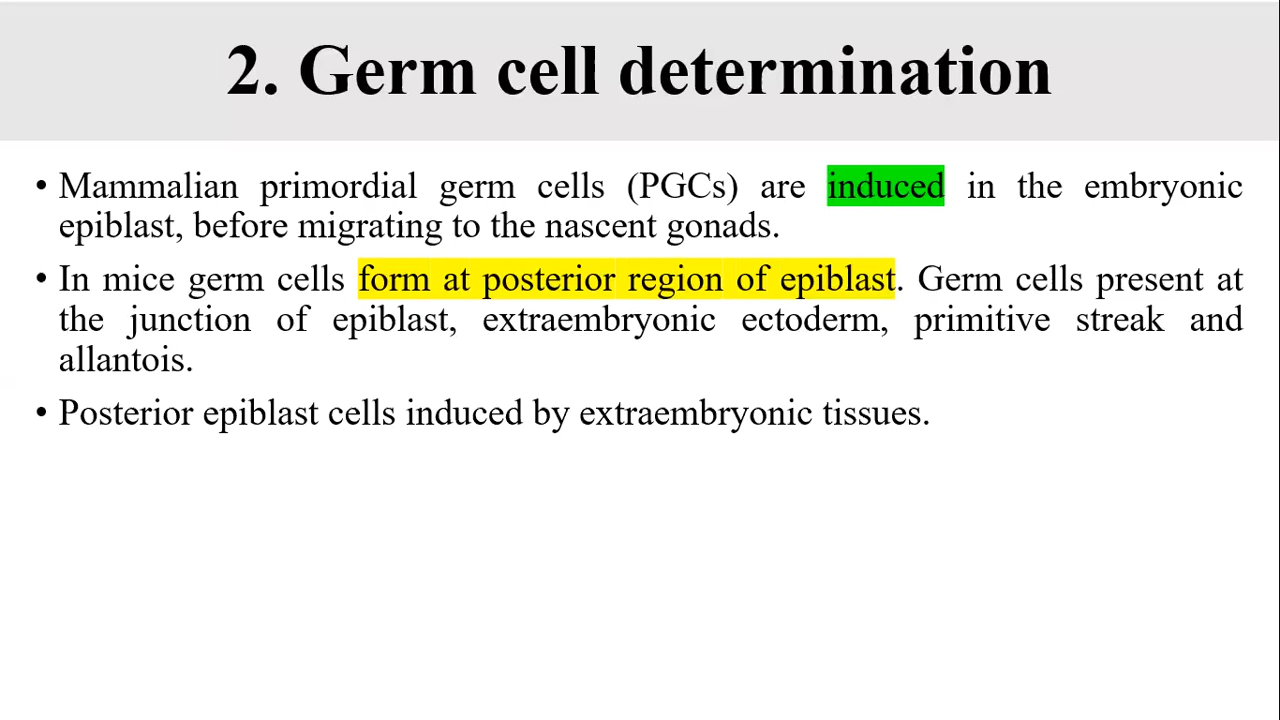 2. Germ cell determination
• Mammalian primordial germ cells (PGCs) are induced in the embryonic
epiblast, before migrating to the nascent gonads.
• In mice germ cells form at posterior region of epiblast. Germ cells present at
the junction of epiblast, extraembryonic ectoderm, primitive streak and
allantois.
• Posterior epiblast cells induced by extraembryonic tissues.